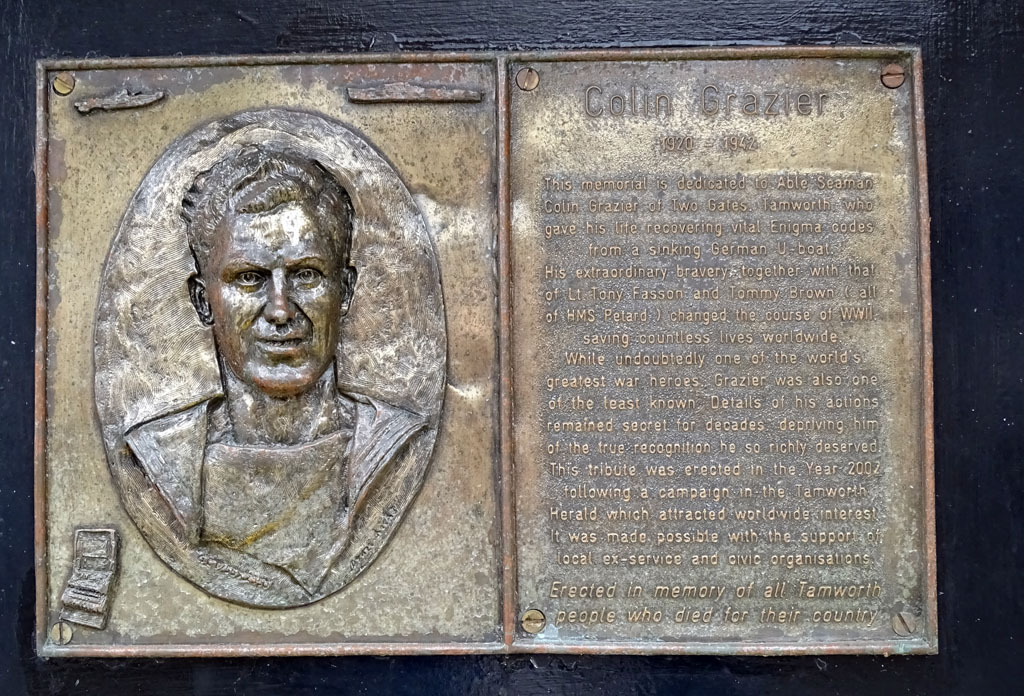 Colin Grazier
1920 - 1942
This memorial is dedicated to Able Seaman
Colin Grazier of Two Gates, Tamworth, who
gave his life recovering vital Enigma codes
from a sinking German U-boat.
His extraordinary bravery, together with that
of Lt Tony Fasson and Tommy Brown ( all
of HMS Petard ) changed the course of WWII,
saving countless lives worldwide.
While undoubtedly one of the world's
greatest war heroes, Grazier was also one
of the least known. Details of his actions
remained secret for decades, depriving him
of the true recognition he so richly deserved.
This tribute was erected in the Year 2002
following a campaign in the Tamworth
Herald which attracted worldwide interest.
It was made possible with the support of
local ex-service and civic organisations.
Erected in memory of all Tamworth
people who died for their country